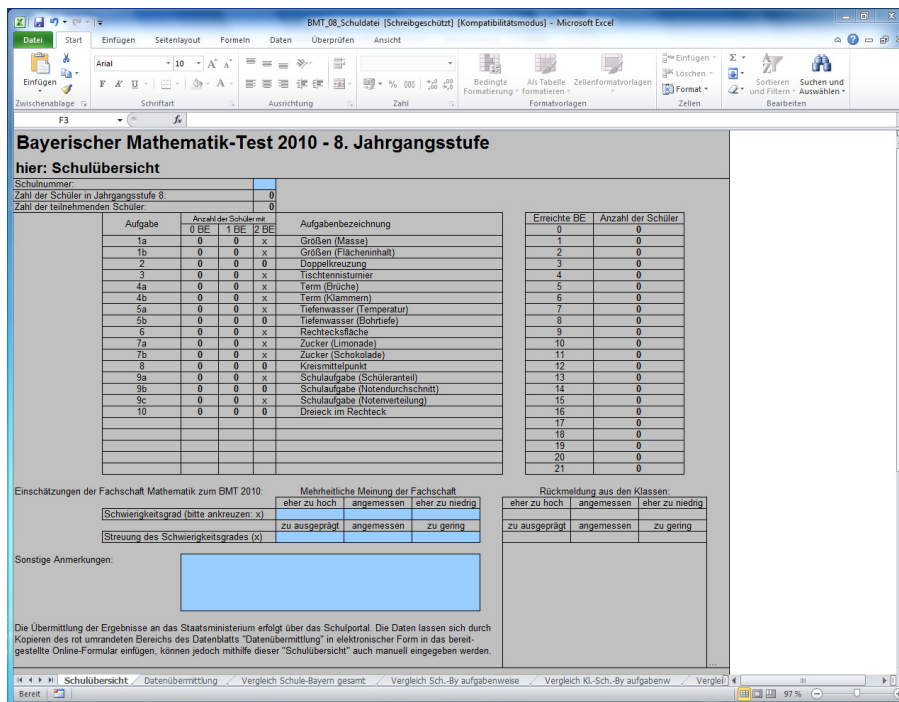 BMT_08_Schuldatei [Schreibgeschützt] [Kompatibilitätsmodus] - Microsoft Excel
Datei Start Einfügen Seitenlayout Formeln Daten Überprüfen Ansicht
Arial 10
Einfügen
F K U
% 000
Bedingte Formatierung
Als Tabelle formatieren
Zellenformatvorlagen
Einfügen
Löschen
Format
Sortieren und Filtern
Suchen und Auswählen
Zwischenablage Schriftart Ausrichtung Zahl Formatvorlagen Zellen Bearbeiten
F3 fx
Bayerischer Mathematik-Test 2010 - 8. Jahrgangsstufe
hier: Schulübersicht
Schulnummer:
Zahl der Schüler in Jahrgangsstufe 8: 0
Zahl der teilnehmenden Schüler: 0
Aufgabe Anzahl der Schüler mit Aufgabenbezeichnung Erreichte BE Anzahl der Schüler
0 BE 1 BE 2 BE 0 0
1a 0 0 x Größen (Masse) 1 0
1b 0 0 x Größen (Flächeninhalt) 2 0
2 0 0 0 Doppelkreuzung 3 0
3 0 0 x Tischtennisturnier 4 0
4a 0 0 x Term (Brüche) 5 0
4b 0 0 x Term (Klammern) 6 0
5a 0 0 x Tiefenwasser (Temperatur) 7 0
5b 0 0 0 Tiefenwasser (Bohrtiefe) 8 0
6 0 0 x Rechtecksfläche 9 0
7a 0 0 x Zucker (Limonade) 10 0
7b 0 0 x Zucker (Schokolade) 11 0
8 0 0 0 Kreismittelpunkt 12 0
9a 0 0 x Schulaufgabe (Schüleranteil) 13 0
9b 0 0 0 Schulaufgabe (Notendurchschnitt) 14 0
9c 0 0 x Schulaufgabe (Notenverteilung) 15 0
10 0 0 0 Dreieck im Rechteck 16 0
17 0
18 0
19 0
20 0
21 0
Einschätzungen der Fachschaft Mathematik zum BMT 2010: Mehrheitliche Meinung der Fachschaft Rückmeldung aus den Klassen:
eher zu hoch angemessen eher zu niedrig eher zu hoch angemessen eher zu niedrig
Schwierigkeitsgrad (bitte ankreuzen: x)
zu ausgeprägt angemessen zu gering zu ausgeprägt angemessen zu gering
Streuung des Schwierigkeitsgrades (x)
Sonstige Anmerkungen:
Die Übermittlung der Ergebnisse an das Staatsministerium erfolgt über das Schulportal. Die Daten lassen sich durch
Kopieren des rot umrandeten Bereichs des Datenblatts "Datenübermittlung" in elektronischer Form in das bereit-
gestellte Online-Formular einfügen, können jedoch mithilfe dieser "Schulübersicht" auch manuell eingegeben werden.
...
Schulübersicht Datenübermittlung Vergleich Schule-Bayern gesamt Vergleich Sch.-By aufgabenweise Vergleich Kl.-Sch.-By aufgabenw Verglei
Bereit 97 %